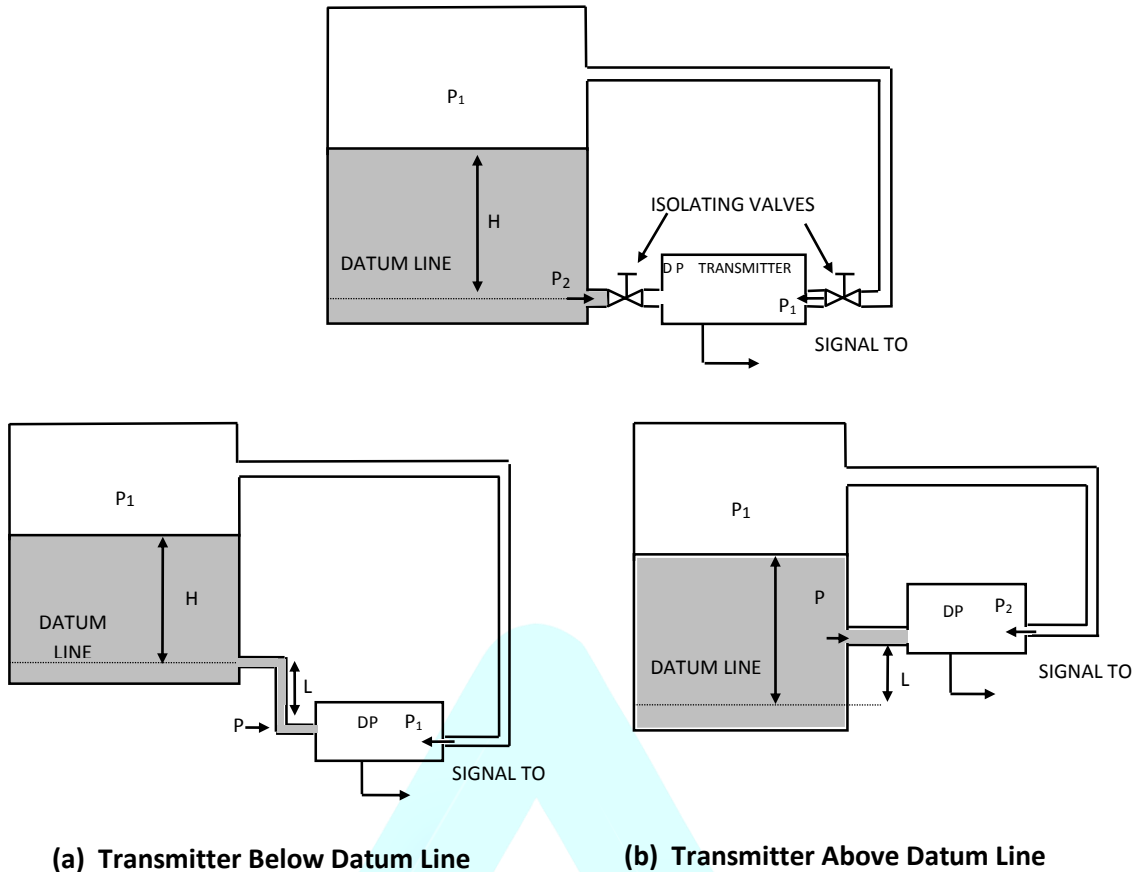 P₁
ISOLATING VALVES
H
DATUM LINE
D P TRANSMITTER
P₂
P₁
SIGNAL TO
P₁
H
DATUM
LINE
L
P
DP P₁
SIGNAL TO
P₁
P
DP P₂
DATUM LINE
L
SIGNAL TO
(a) Transmitter Below Datum Line
(b) Transmitter Above Datum Line